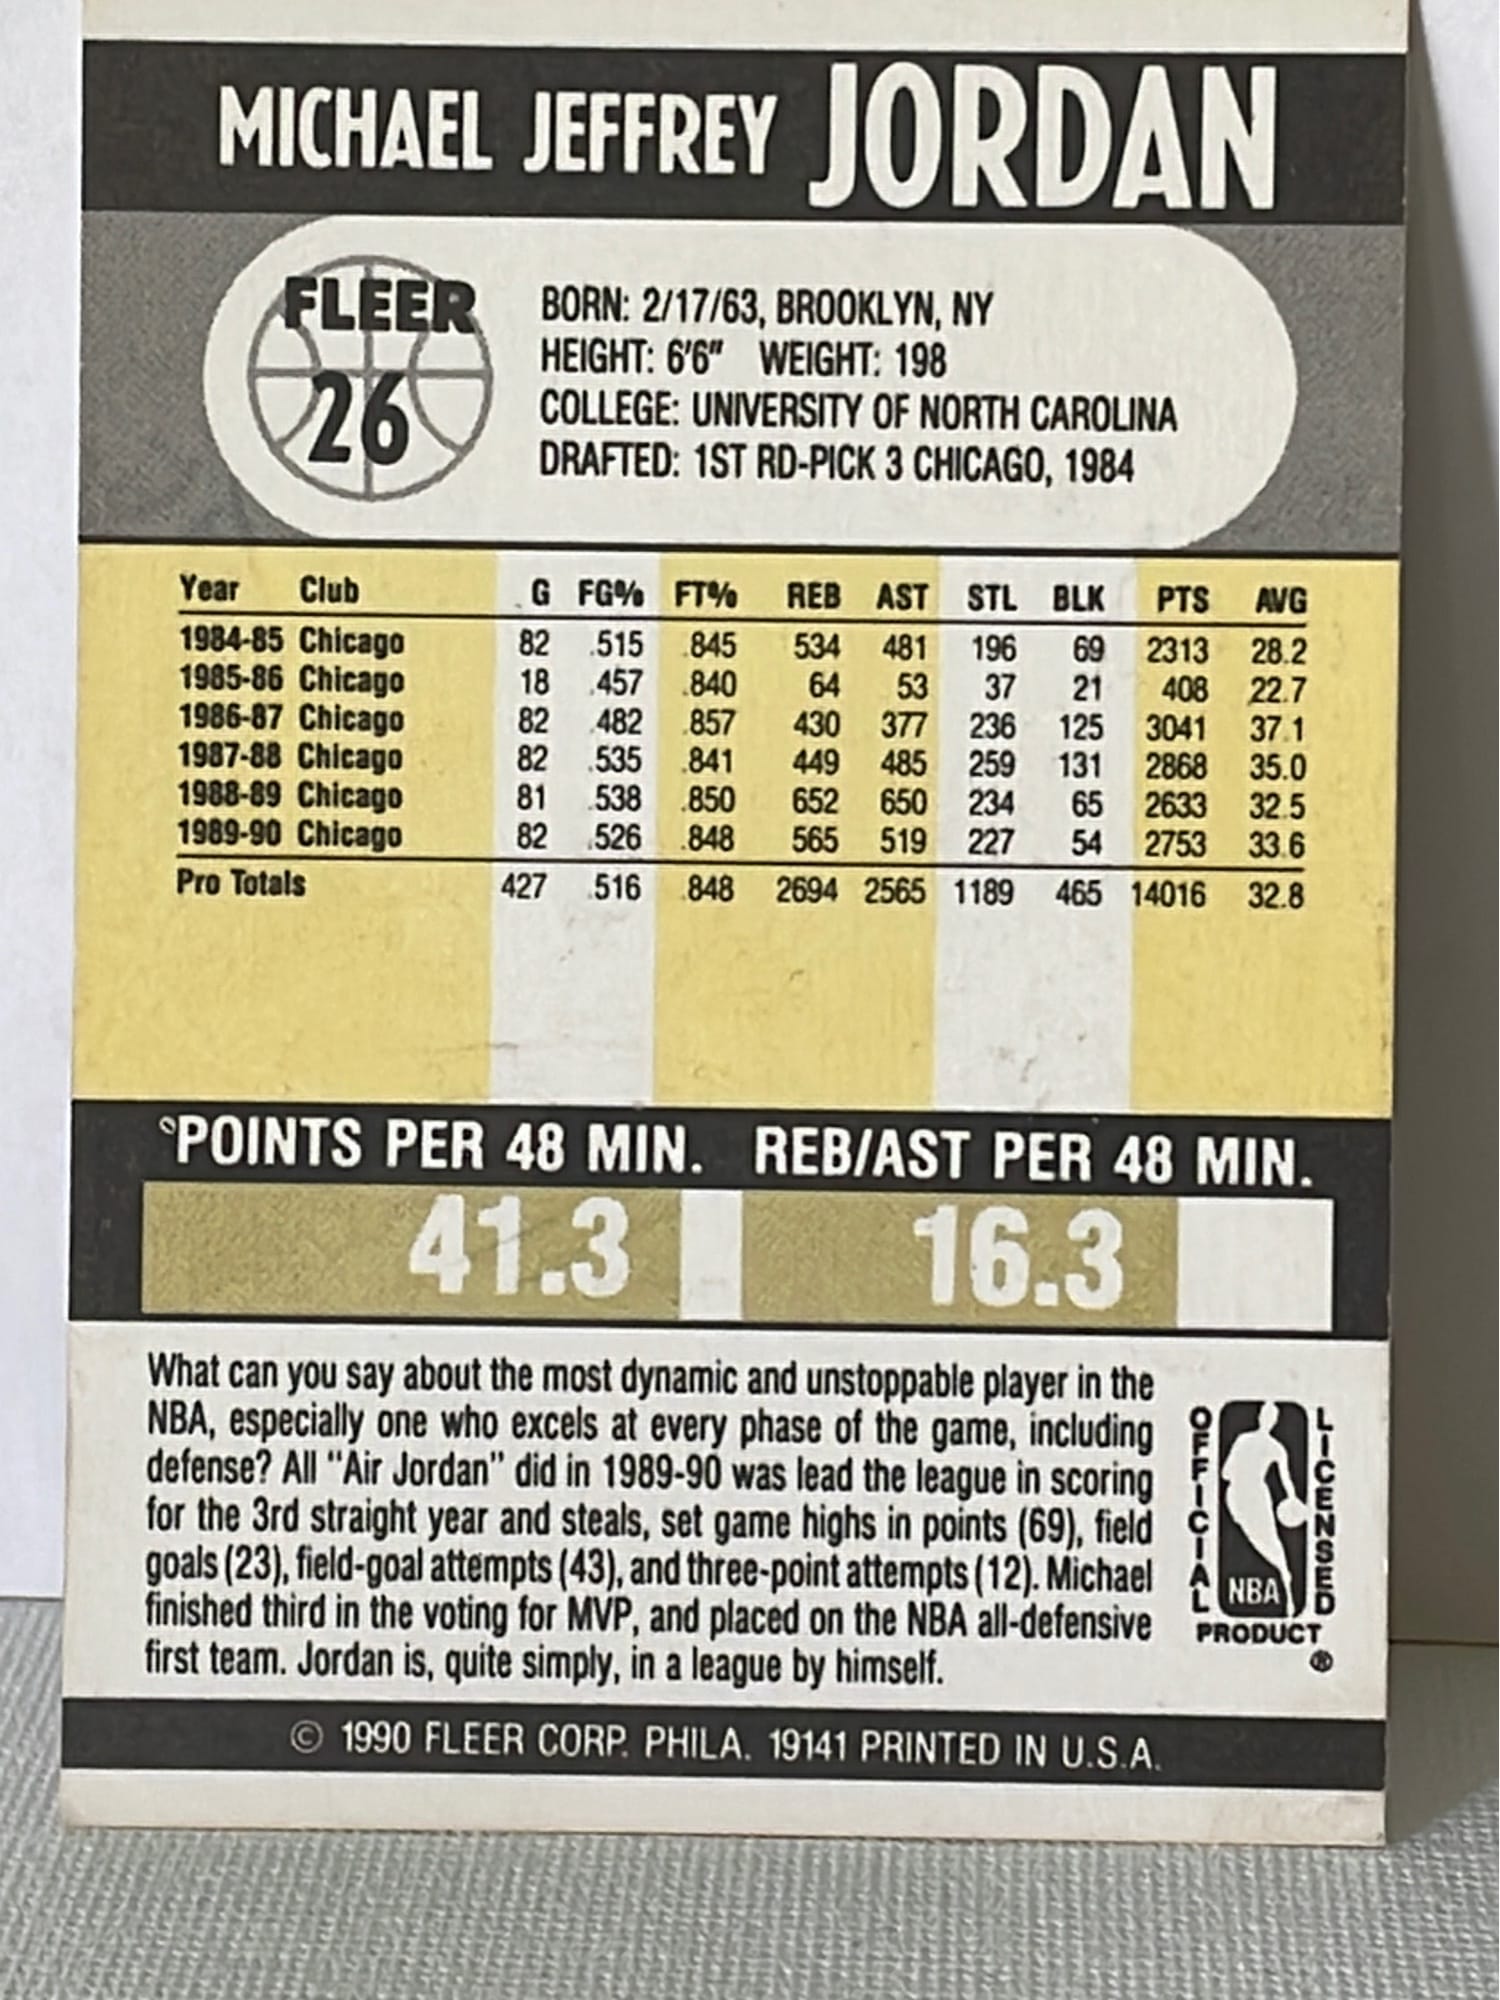 MICHAEL JEFFREY JORDAN
FLEER
26
BORN: 2/17/63, BROOKLYN, NY
HEIGHT: 6'6" WEIGHT: 198
COLLEGE: UNIVERSITY OF NORTH CAROLINA
DRAFTED: 1ST RD-PICK 3 CHICAGO, 1984
Year Club G FG% FT% REB AST STL BLK PTS AVG
1984-85 Chicago 82 .515 .845 534 481 196 69 2313 28.2
1985-86 Chicago 18 .457 .840 64 53 37 21 408 22.7
1986-87 Chicago 82 .482 .857 430 377 236 125 3041 37.1
1987-88 Chicago 82 .535 .841 449 485 259 131 2868 35.0
1988-89 Chicago 81 .538 .850 652 650 234 65 2633 32.5
1989-90 Chicago 82 .526 .848 565 519 227 54 2753 33.6
Pro Totals 427 .516 .848 2694 2565 1189 465 14016 32.8
POINTS PER 48 MIN. REB/AST PER 48 MIN.
41.3 16.3
What can you say about the most dynamic and unstoppable player in the
NBA, especially one who excels at every phase of the game, including
defense? All "Air Jordan" did in 1989-90 was lead the league in scoring
for the 3rd straight year and steals, set game highs in points (69), field
goals (23), field-goal attempts (43), and three-point attempts (12). Michael
finished third in the voting for MVP, and placed on the NBA all-defensive
first team. Jordan is, quite simply, in a league by himself.
OFFICIAL LICENSED
NBA
PRODUCT
®
© 1990 FLEER CORP. PHILA. 19141 PRINTED IN U.S.A.